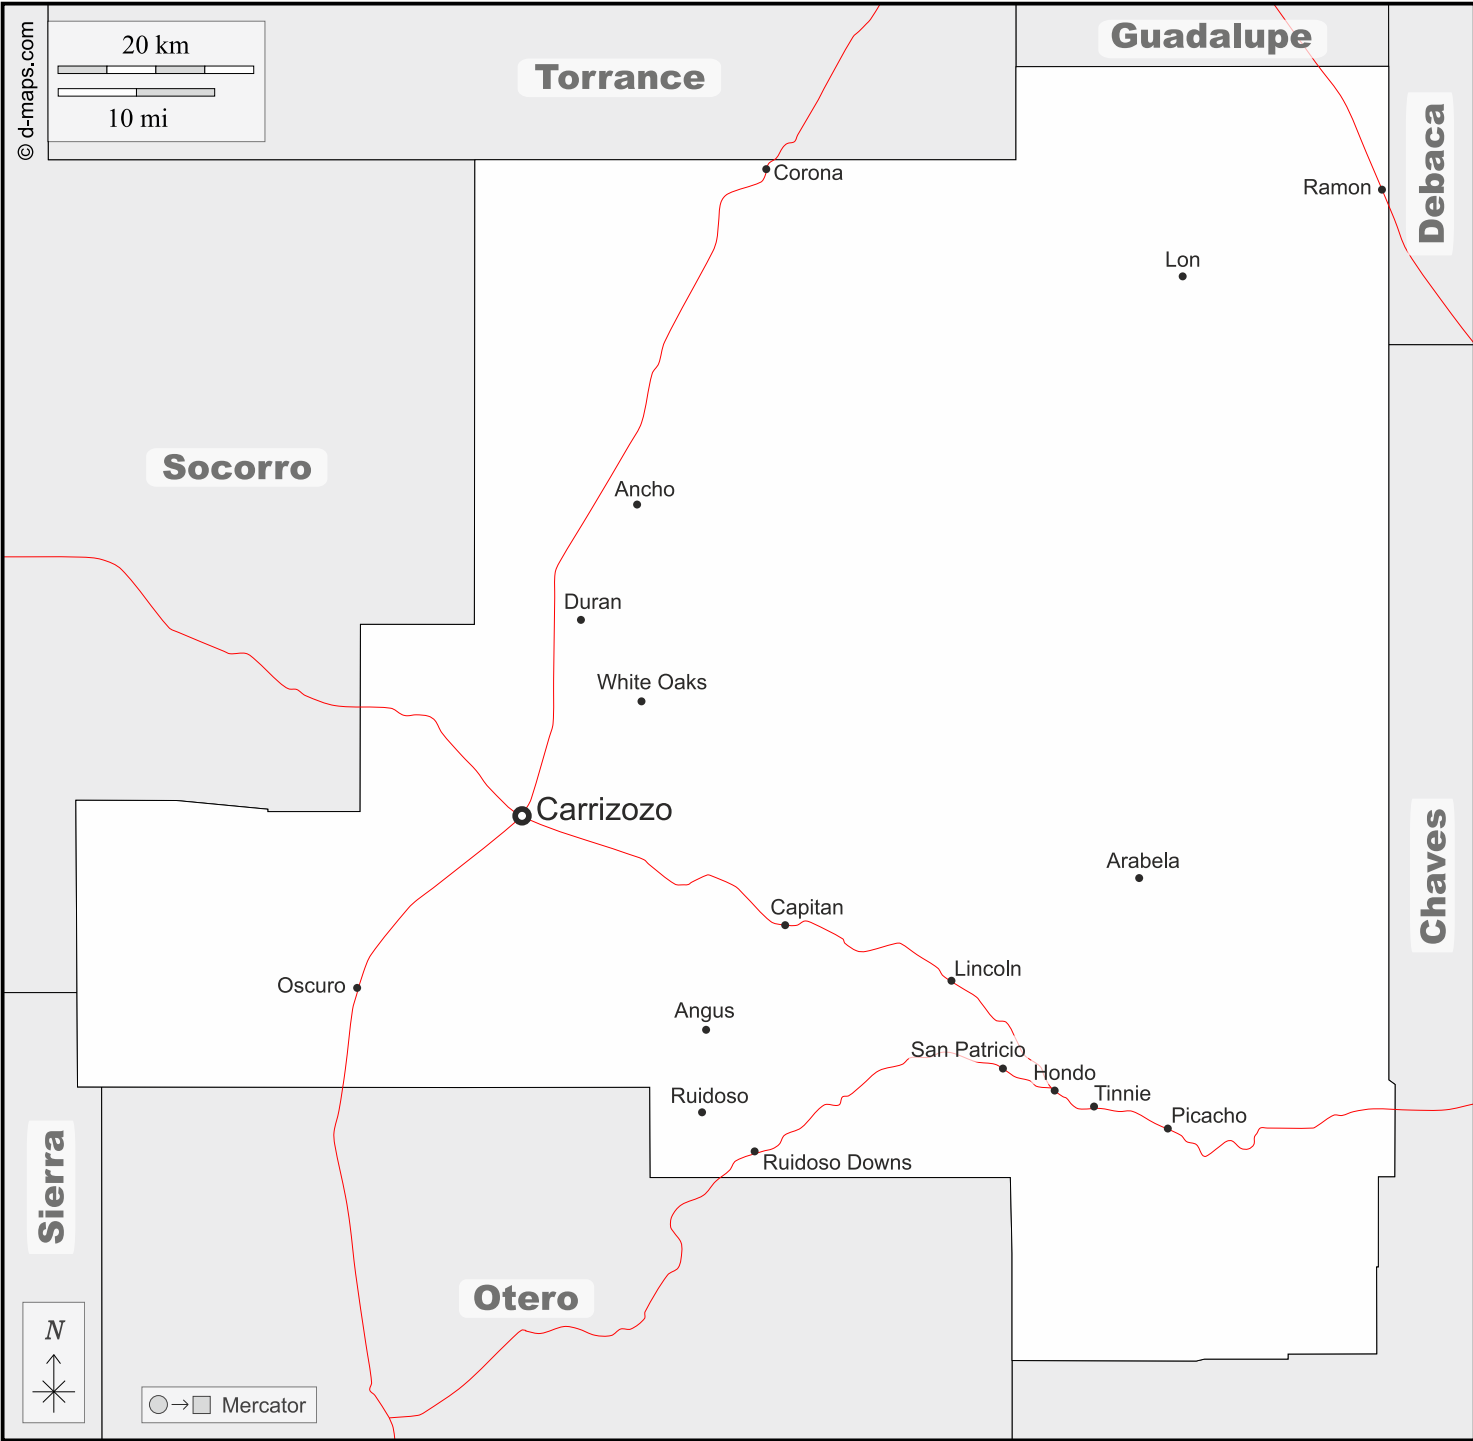 © d-maps.com
20 km
10 mi
Torrance
Guadalupe
Debaca
Corona
Ramon
Lon
Socorro
Ancho
Duran
White Oaks
Carrizozo
Arabela
Chaves
Capitan
Lincoln
Oscuro
Angus
San Patricio
Hondo
Tinnie
Ruidoso
Picacho
Ruidoso Downs
Sierra
Otero
N
Mercator